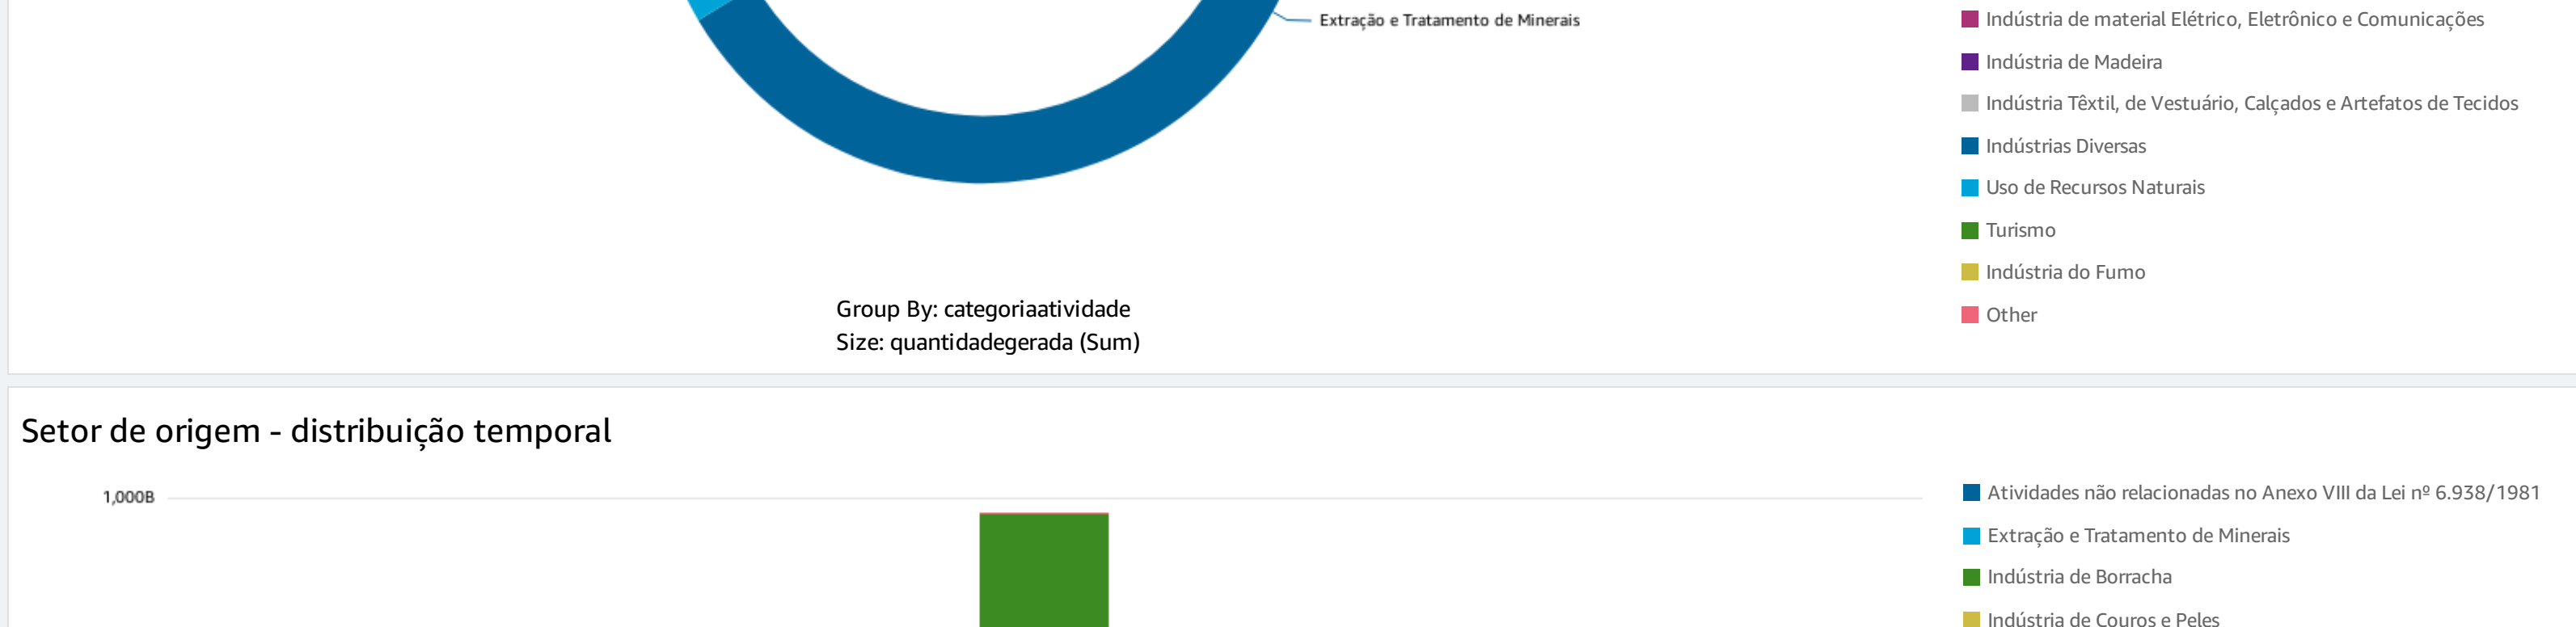 Extração e Tratamento de Minerais
Indústria de material Elétrico, Eletrônico e Comunicações
Indústria de Madeira
Indústria Têxtil, de Vestuário, Calçados e Artefatos de Tecidos
Indústrias Diversas
Uso de Recursos Naturais
Turismo
Indústria do Fumo
Other
Group By: categoriaatividade
Size: quantidadegerada (Sum)
Setor de origem - distribuição temporal
1,000B
Atividades não relacionadas no Anexo VIII da Lei nº 6.938/1981
Extração e Tratamento de Minerais
Indústria de Borracha
Indústria de Couros e Peles